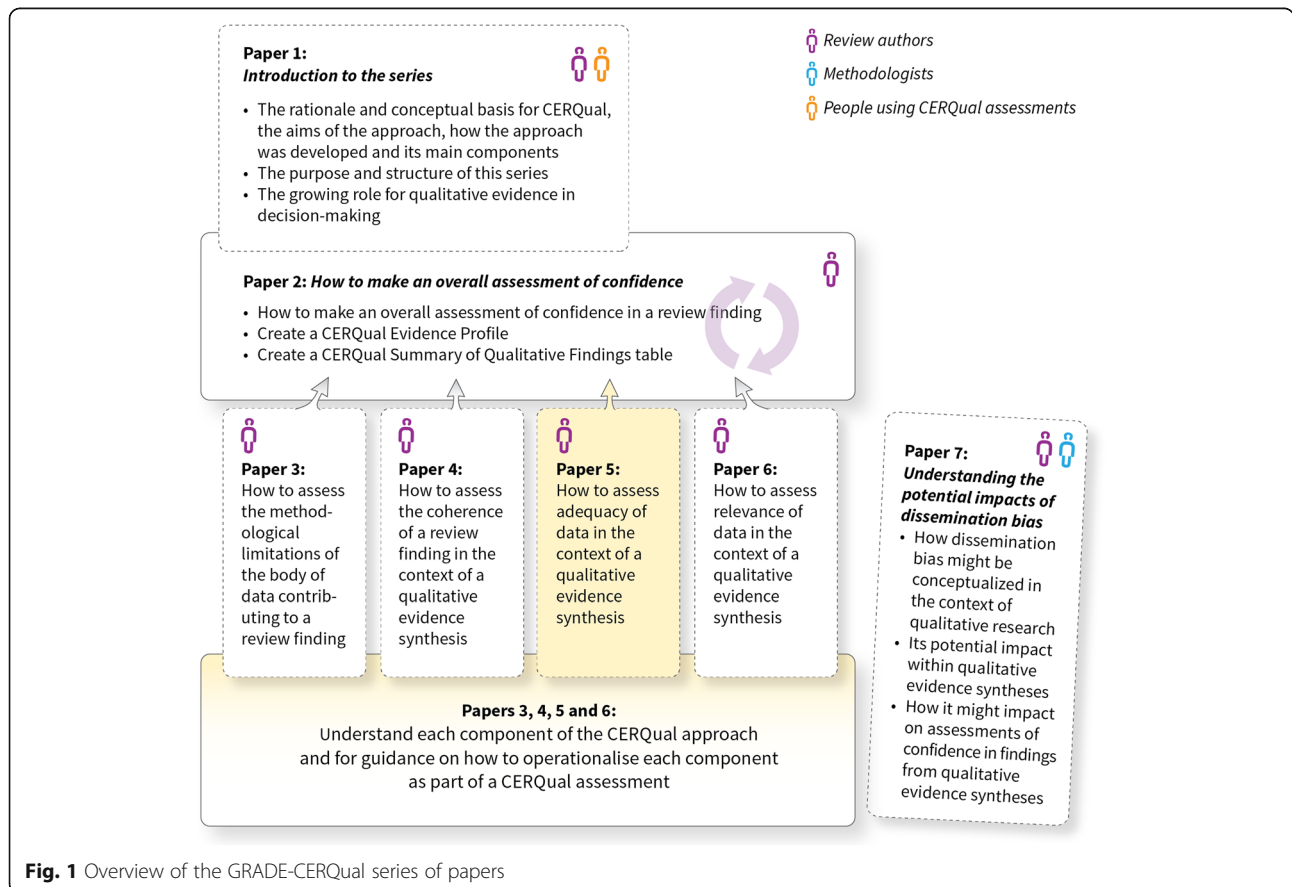 Paper 1:
Introduction to the series
• The rationale and conceptual basis for CERQual,
the aims of the approach, how the approach
was developed and its main components
• The purpose and structure of this series
• The growing role for qualitative evidence in
decision-making
Review authors
Methodologists
People using CERQual assessments
Paper 2: How to make an overall assessment of confidence
• How to make an overall assessment of confidence in a review finding
• Create a CERQual Evidence Profile
• Create a CERQual Summary of Qualitative Findings table
Paper 3:
How to assess
the method-
ological
limitations of
the body of
data contrib-
uting to a
review finding
Paper 4:
How to assess
the coherence
of a review
finding in the
context of a
qualitative
evidence
synthesis
Paper 5:
How to assess
adequacy of
data in the
context of a
qualitative
evidence
synthesis
Paper 6:
How to assess
relevance of
data in the
context of a
qualitative
evidence
synthesis
Paper 7:
Understanding the
potential impacts of
dissemination bias
• How dissemination
bias might be
conceptualized in
the context of
qualitative research
• Its potential impact
within qualitative
evidence syntheses
• How it might impact
on assessments of
confidence in findings
from qualitative
evidence syntheses
Papers 3, 4, 5 and 6:
Understand each component of the CERQual approach
and for guidance on how to operationalise each component
as part of a CERQual assessment
Fig. 1 Overview of the GRADE-CERQual series of papers